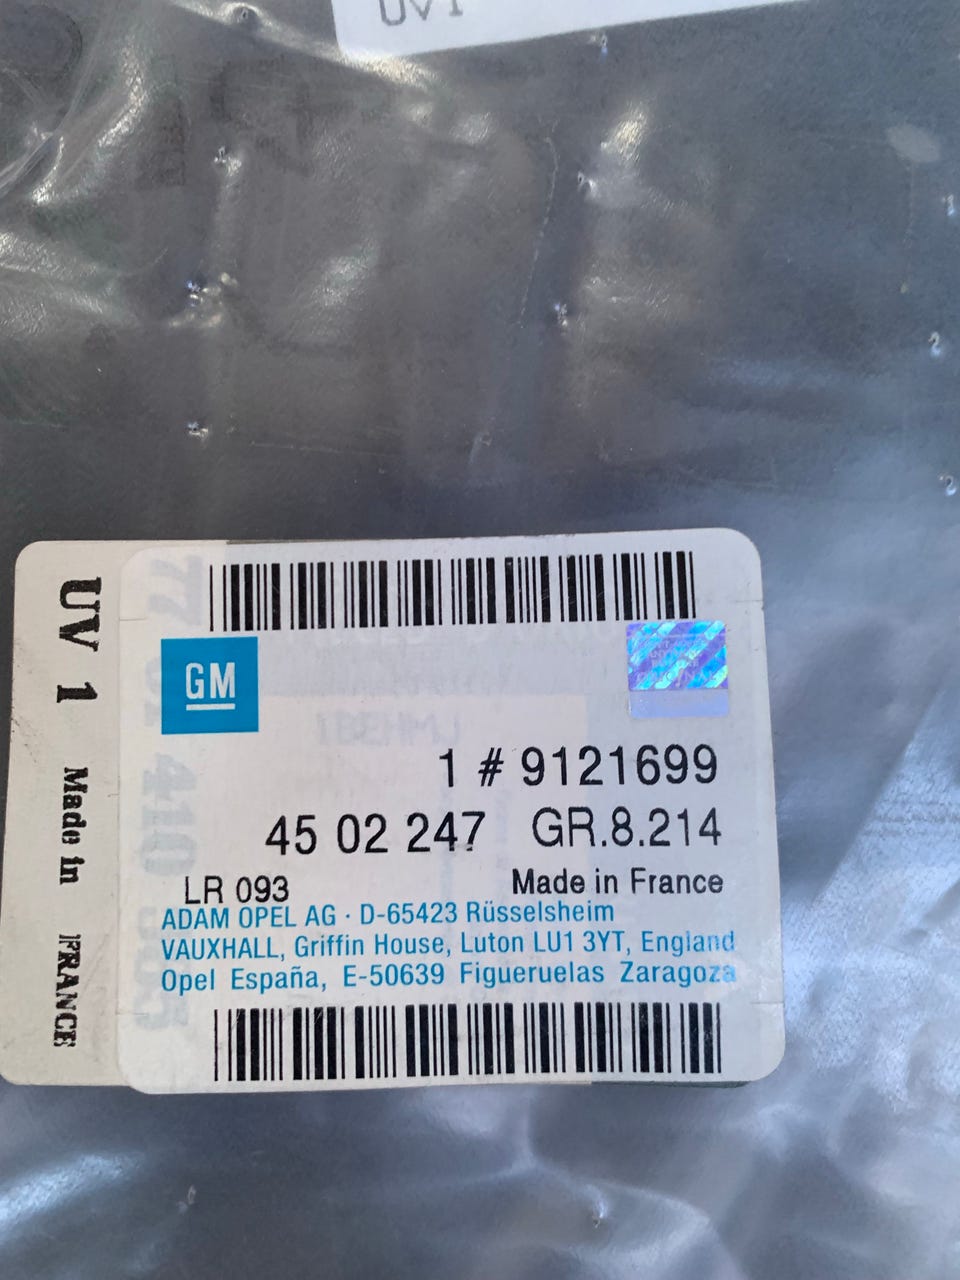 UV1
UV 1 Made in FRANCE
GM
1 # 9121699
45 02 247 GR.8.214
LR 093 Made in France
ADAM OPEL AG · D-65423 Rüsselsheim
VAUXHALL, Griffin House, Luton LU1 3YT, England
Opel España, E-50639 Figueruelas Zaragoza